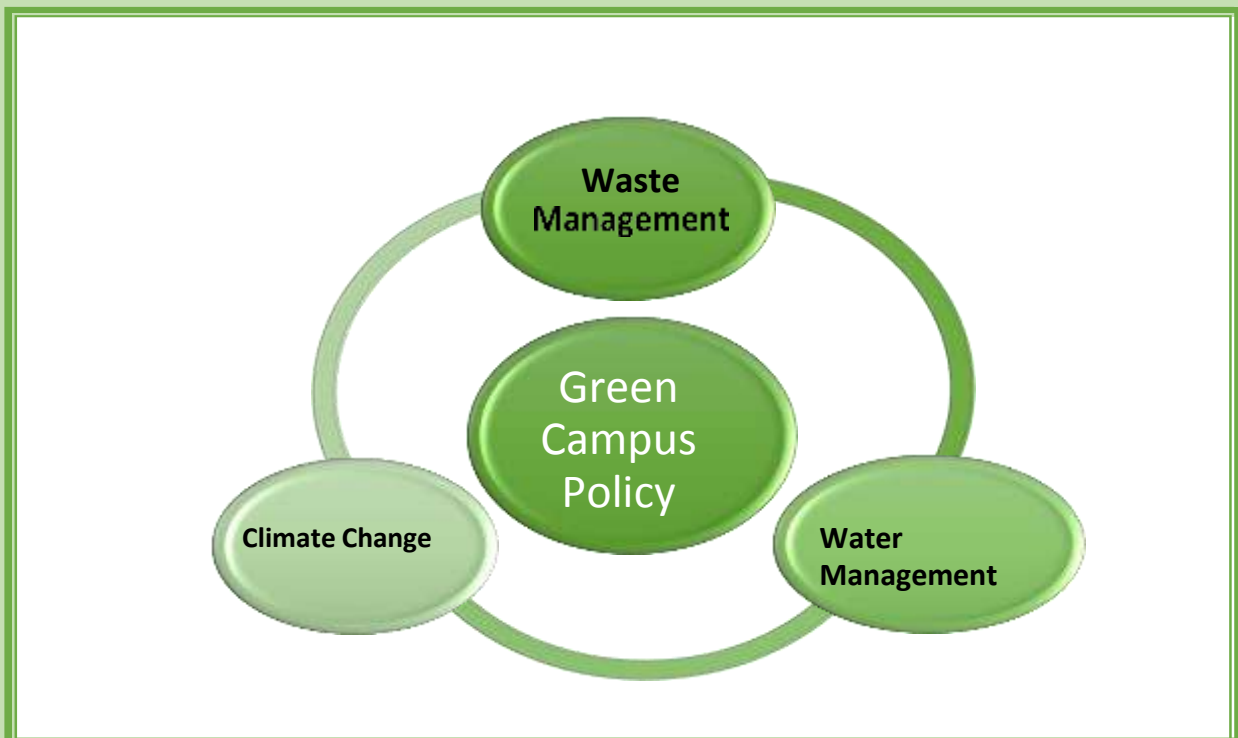 Waste
Management
Green
Campus
Policy
Climate Change
Water
Management